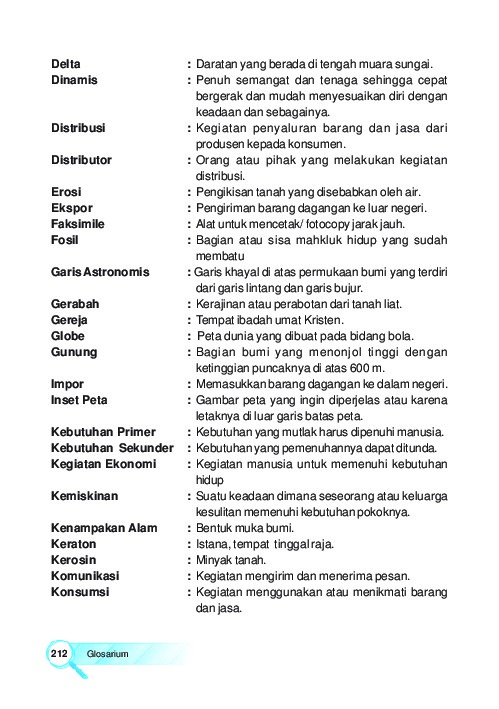 Delta : Daratan yang berada di tengah muara sungai.
Dinamis : Penuh semangat dan tenaga sehingga cepat
bergerak dan mudah menyesuaikan diri dengan
keadaan dan sebagainya.
Distribusi : Kegiatan penyaluran barang dan jasa dari
produsen kepada konsumen.
Distributor : Orang atau pihak yang melakukan kegiatan
distribusi.
Erosi : Pengikisan tanah yang disebabkan oleh air.
Ekspor : Pengiriman barang dagangan ke luar negeri.
Faksimile : Alat untuk mencetak/ fotocopy jarak jauh.
Fosil : Bagian atau sisa mahkluk hidup yang sudah
membatu
Garis Astronomis : Garis khayal di atas permukaan bumi yang terdiri
dari garis lintang dan garis bujur.
Gerabah : Kerajinan atau perabotan dari tanah liat.
Gereja : Tempat ibadah umat Kristen.
Globe : Peta dunia yang dibuat pada bidang bola.
Gunung : Bagian bumi yang menonjol tinggi dengan
ketinggian puncaknya di atas 600 m.
Impor : Memasukkan barang dagangan ke dalam negeri.
Inset Peta : Gambar peta yang ingin diperjelas atau karena
letaknya di luar garis batas peta.
Kebutuhan Primer : Kebutuhan yang mutlak harus dipenuhi manusia.
Kebutuhan Sekunder : Kebutuhan yang pemenuhannya dapat ditunda.
Kegiatan Ekonomi : Kegiatan manusia untuk memenuhi kebutuhan
hidup
Kemiskinan : Suatu keadaan dimana seseorang atau keluarga
kesulitan memenuhi kebutuhan pokoknya.
Kenampakan Alam : Bentuk muka bumi.
Keraton : Istana, tempat tinggal raja.
Kerosin : Minyak tanah.
Komunikasi : Kegiatan mengirim dan menerima pesan.
Konsumsi : Kegiatan menggunakan atau menikmati barang
dan jasa.
212 Glosarium